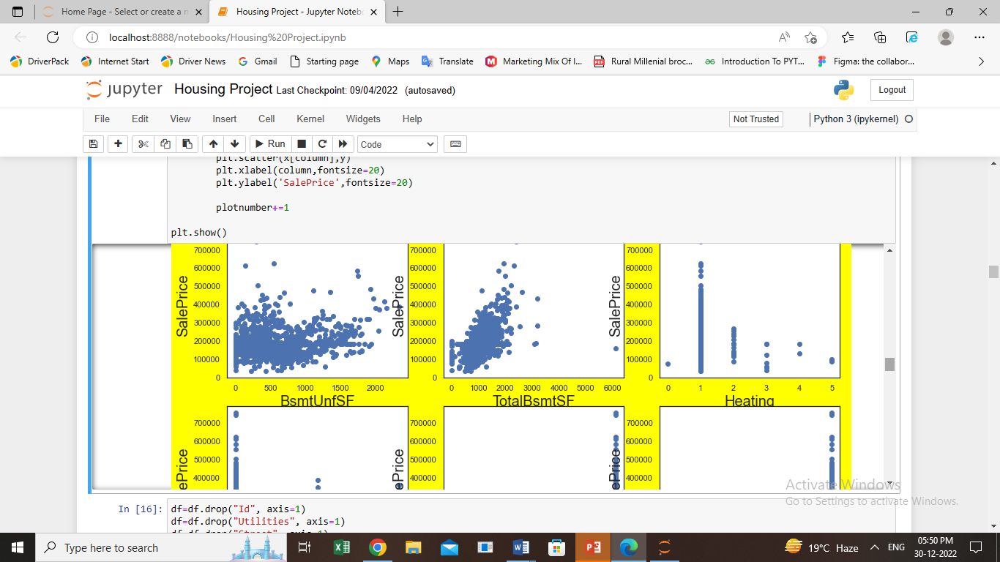 Home Page - Select or create a n
Housing Project - Jupyter Noteb
localhost:8888/notebooks/Housing%20Project.ipynb
DriverPack
Internet Start
Driver News
Gmail
Starting page
Maps
Translate
Marketing Mix Of I...
Rural Millenial broc...
Introduction To PYT...
Figma: the collabor...
jupyter Housing Project Last Checkpoint: 09/04/2022 (autosaved)
Logout
File Edit View Insert Cell Kernel Widgets Help
Not Trusted
Python 3 (ipykernel)
Run
Code
plt.scatter(x[column],y)
plt.xlabel(column,fontsize=20)
plt.ylabel('SalePrice',fontsize=20)
plotnumber+=1
plt.show()
SalePrice
700000
600000
500000
400000
300000
200000
100000
0
0 500 1000 1500 2000
BsmtUnfSF
SalePrice
700000
600000
500000
400000
300000
200000
100000
0
0 1000 2000 3000 4000 5000 6000
TotalBsmtSF
SalePrice
700000
600000
500000
400000
300000
200000
100000
0
0 1 2 3 4 5
Heating
ePrice
700000
600000
500000
400000
ePrice
700000
600000
500000
400000
ePrice
700000
600000
500000
400000
Activate Windows
Go to Settings to activate Windows.
In [16]:
df=df.drop("Id", axis=1)
df=df.drop("Utilities", axis=1)
df=df.drop("Street", axis=1)
Type here to search
19°C Haze
ENG
05:50 PM
30-12-2022